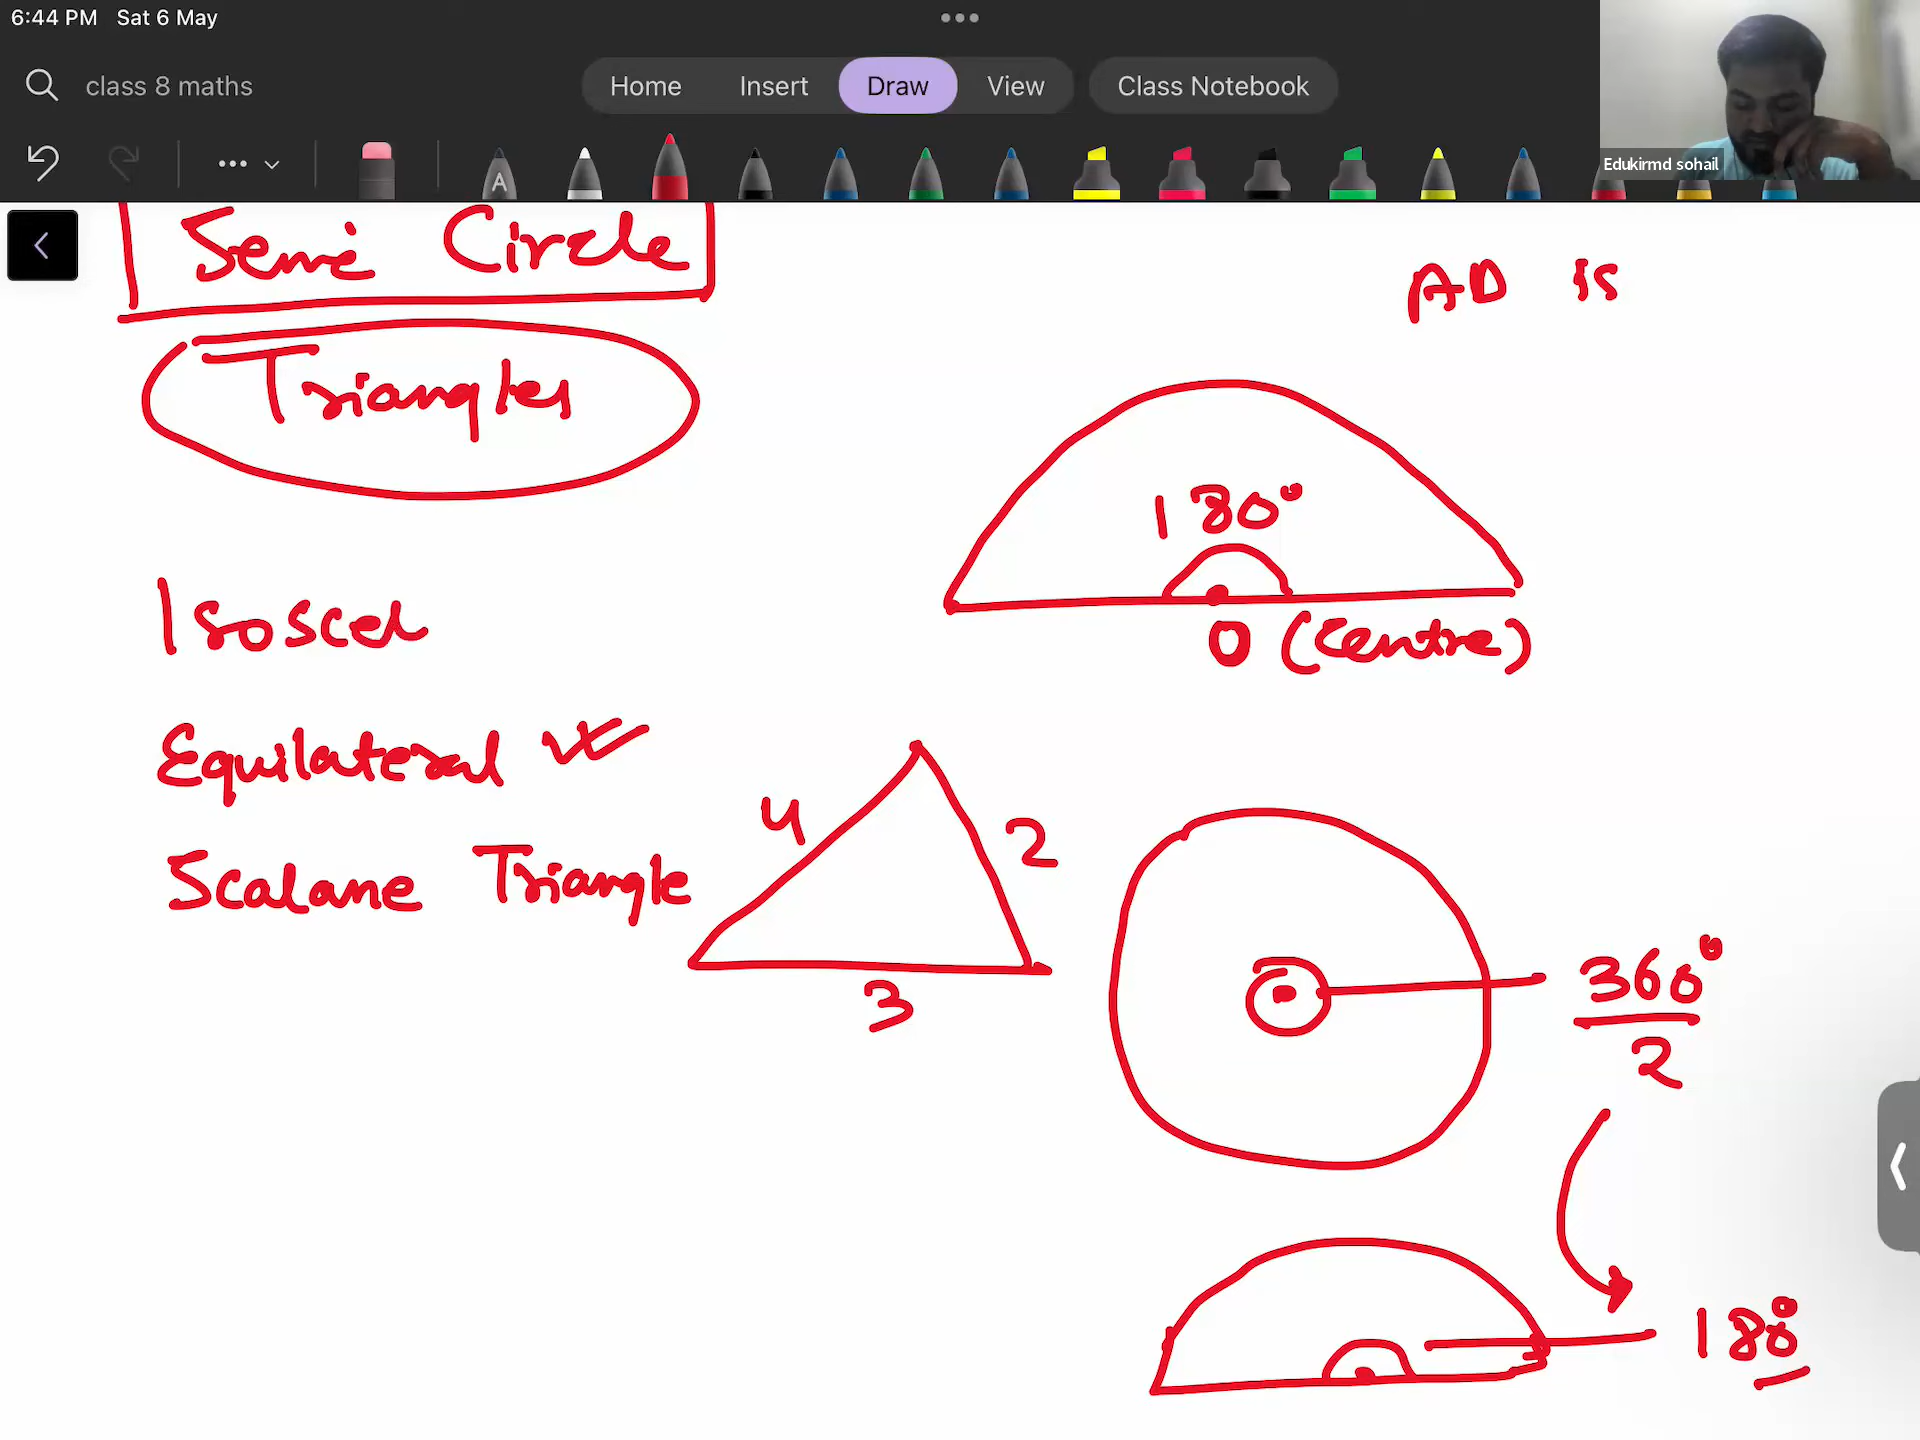 6:44 PM Sat 6 May
class 8 maths
Home Insert Draw View Class Notebook
A
Edukirmd sohail
Semi Circle
AD is
Triangles
180°
Isoscel
O (Centre)
Equilateral
4
2
Scalane Triangle
3
360°
2
180°